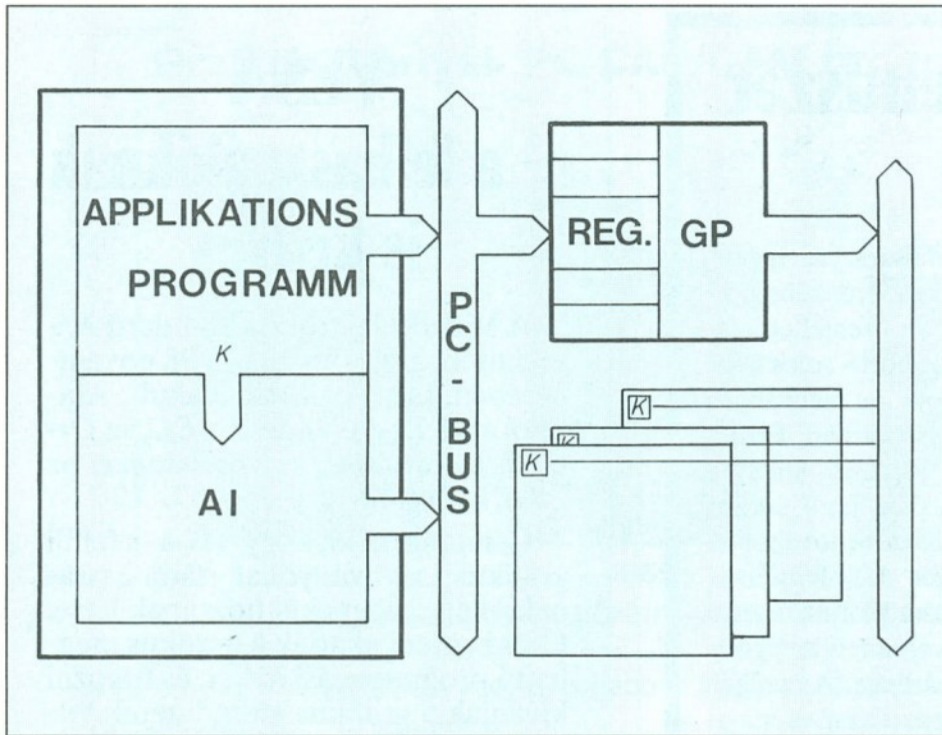 APPLIKATIONS
PROGRAMM
K
AI
PC-BUS
REG.
GP
K
K
K